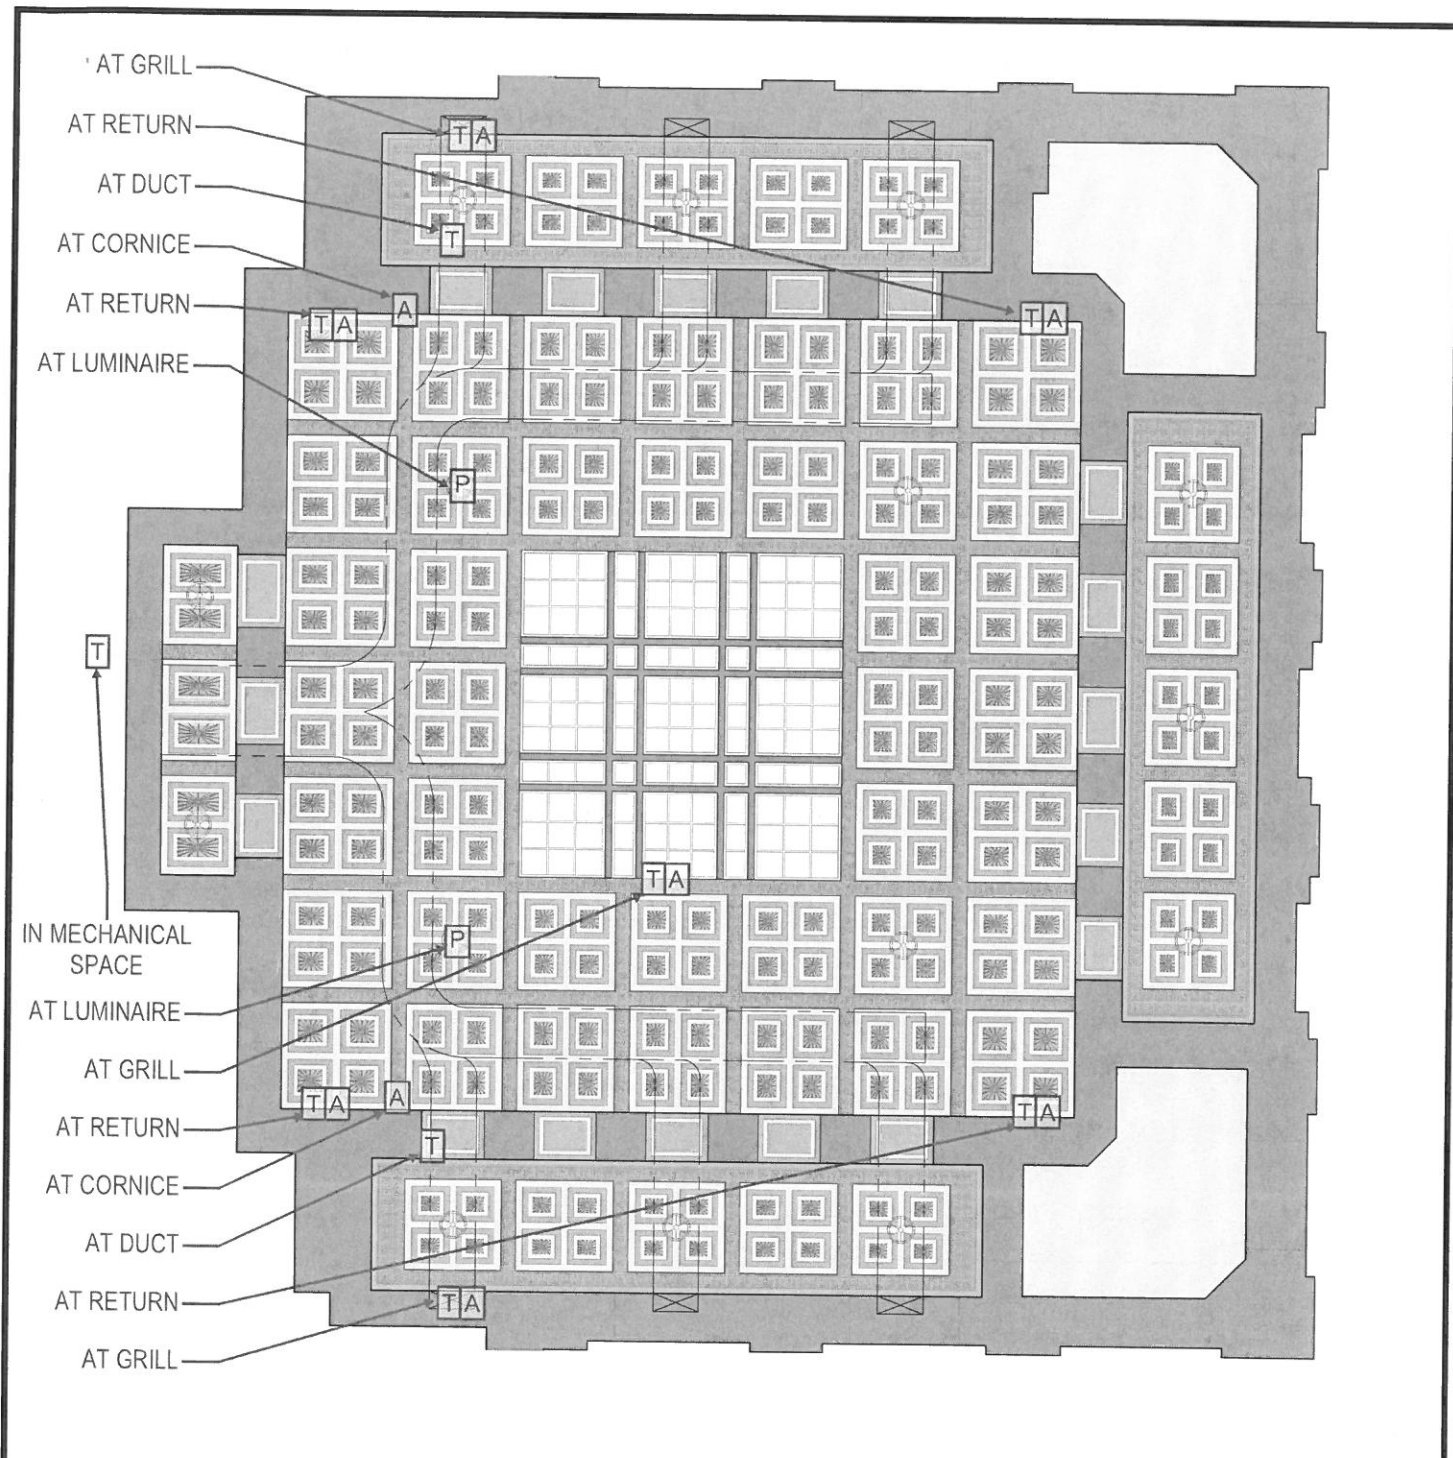 AT GRILL
T A
AT RETURN
AT DUCT
T
AT CORNICE
A
AT RETURN
T A
T A
AT LUMINAIRE
P
T
T A
IN MECHANICAL
SPACE
P
AT LUMINAIRE
AT GRILL
T A
A
T A
AT RETURN
T
AT CORNICE
AT DUCT
AT RETURN
T A
AT GRILL